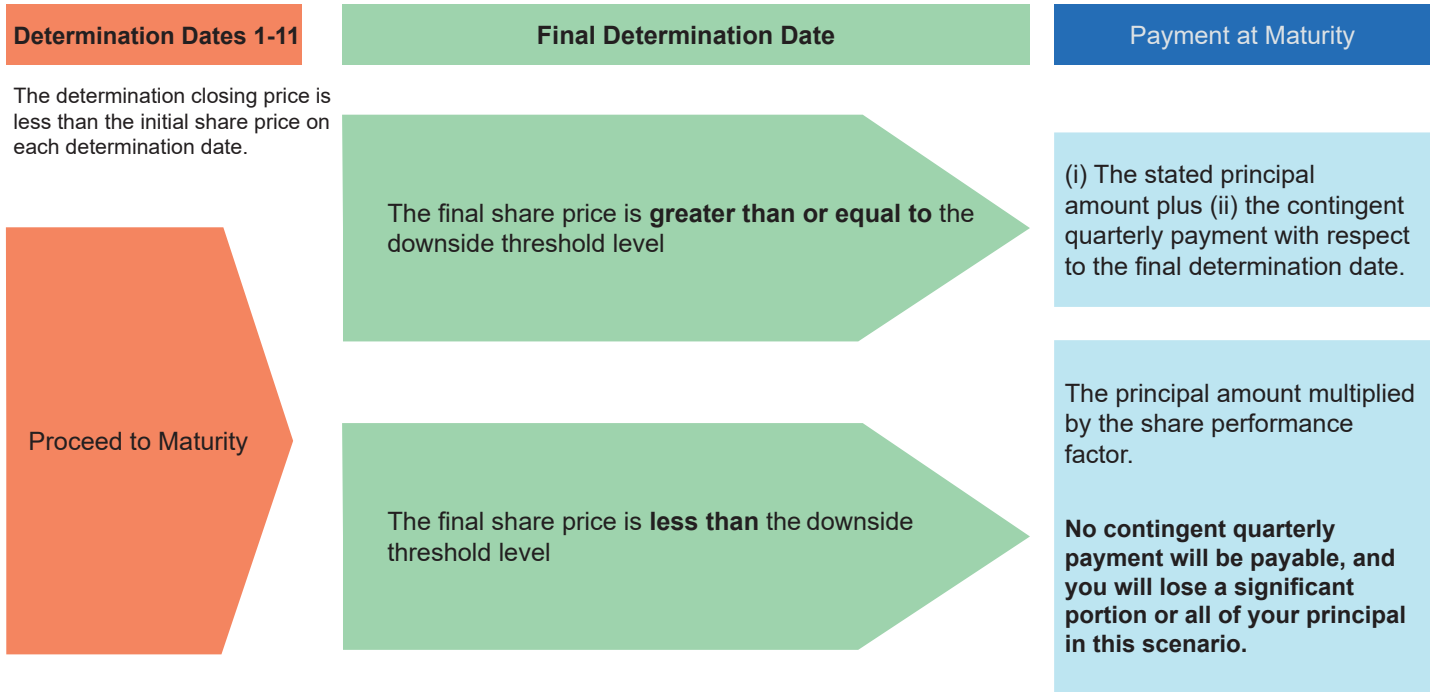 Determination Dates 1-11
Final Determination Date
Payment at Maturity
The determination closing price is
less than the initial share price on
each determination date.
Proceed to Maturity
The final share price is greater than or equal to the
downside threshold level
(i) The stated principal
amount plus (ii) the contingent
quarterly payment with respect
to the final determination date.
The final share price is less than the downside
threshold level
The principal amount multiplied
by the share performance
factor.
No contingent quarterly
payment will be payable, and
you will lose a significant
portion or all of your principal
in this scenario.